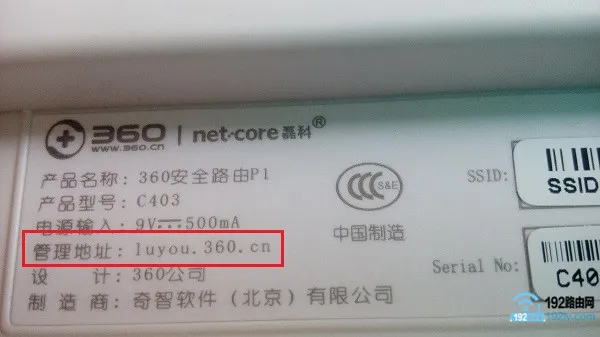 360 | net-core 磊科®
www.360.cn
产品名称: 360安全路由P1
产品型号: C403
电源输入: 9V⎓500mA
管理地址: luyou.360.cn
设 计: 360公司
制 造 商: 奇智软件（北京）有限公司
CCC S&E
中国制造
SSID:
SSID
Serial No:
C40
192路由网